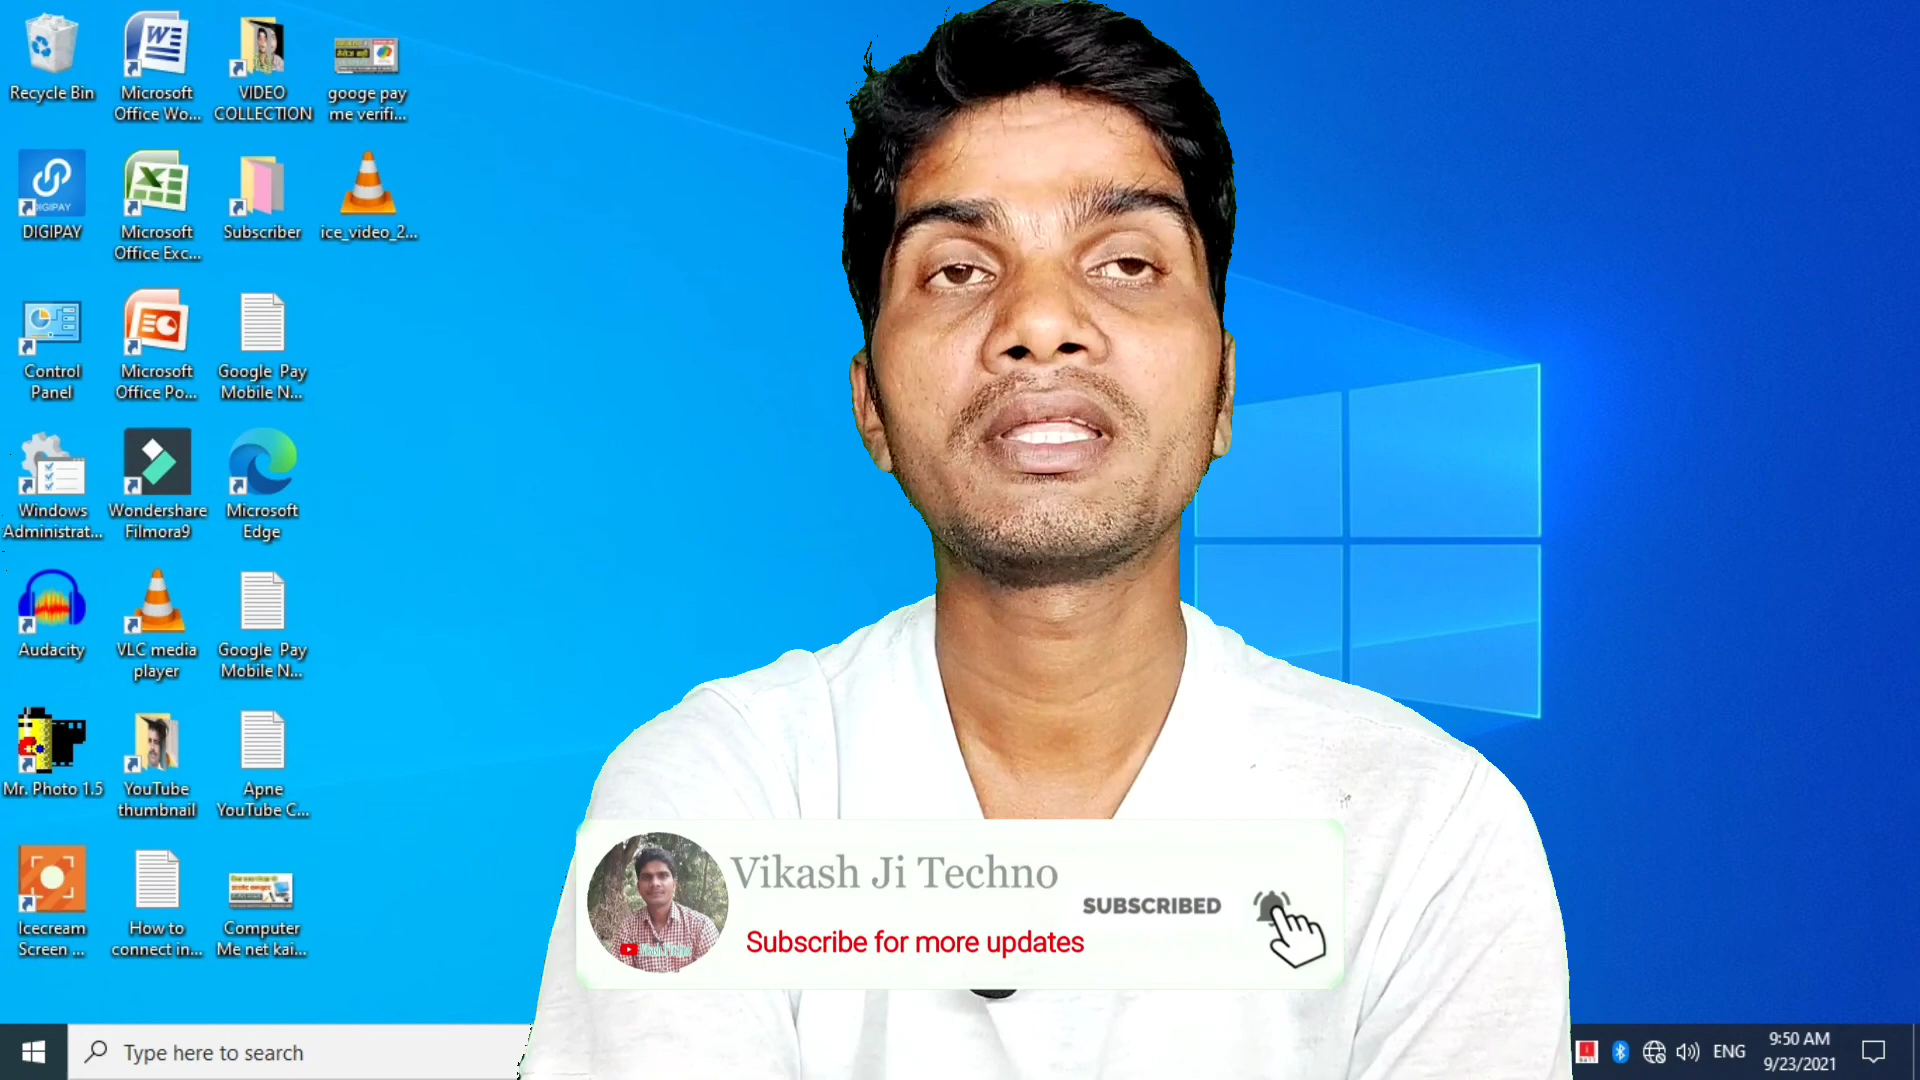 Recycle Bin
Microsoft
Office Wo...
VIDEO
COLLECTION
googe pay
me verifi...
DIGIPAY
DIGIPAY
Microsoft
Office Exc...
Subscriber
ice_video_2...
Control
Panel
Microsoft
Office Po...
Google Pay
Mobile N...
Windows
Administrat...
Wondershare
Filmora9
Microsoft
Edge
Audacity
VLC media
player
Google Pay
Mobile N...
Mr. Photo 1.5
YouTube
thumbnail
Apne
YouTube C...
Icecream
Screen ...
How to
connect in...
Computer
Me net kai...
Vikash Ji Techno
SUBSCRIBED
Subscribe for more updates
Type here to search
ENG
9:50 AM
9/23/2021